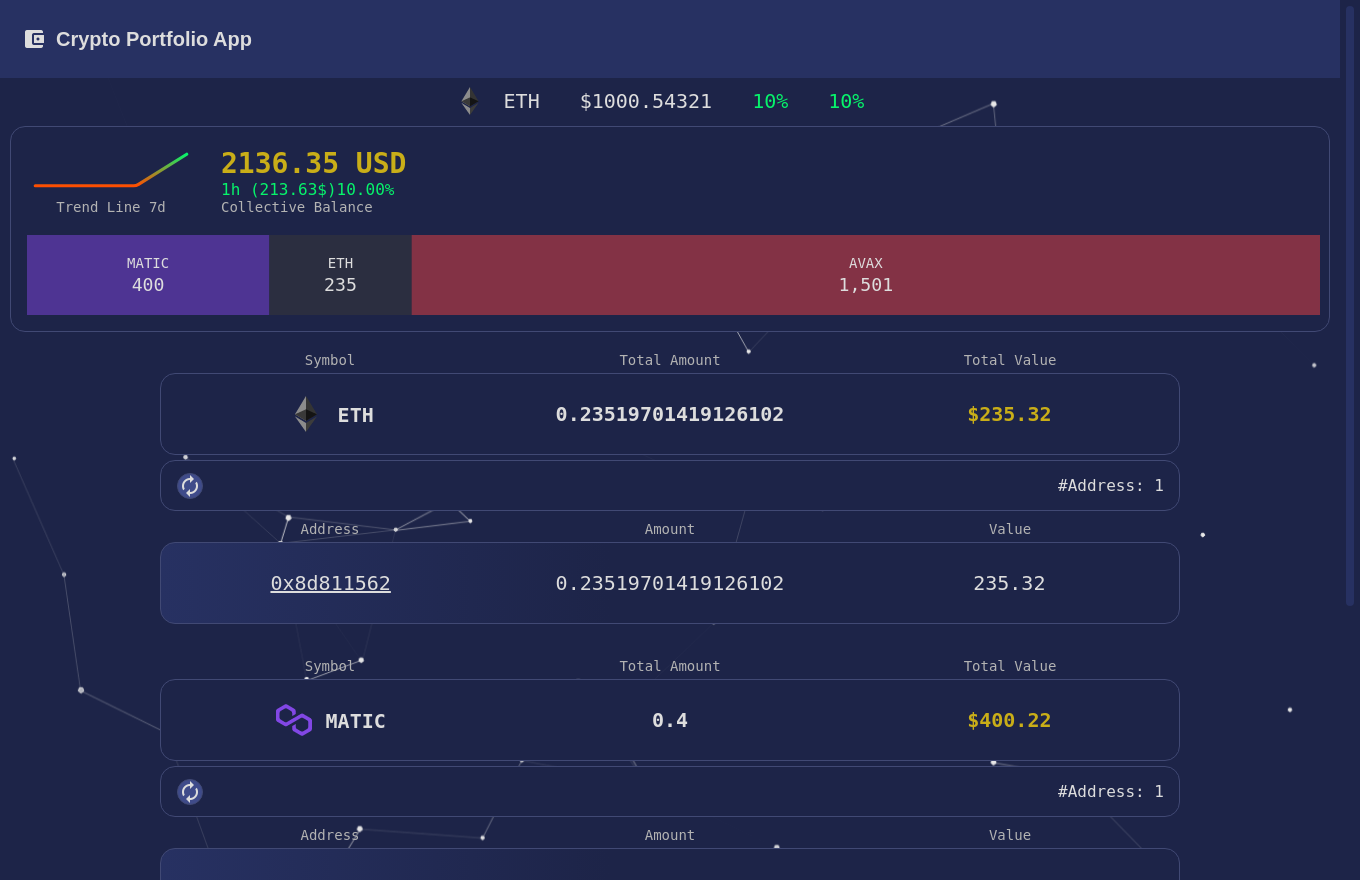 Crypto Portfolio App
ETH $1000.54321 10% 10%
2136.35 USD
1h (213.63$)10.00%
Trend Line 7d Collective Balance
MATIC ETH AVAX
400 235 1,501
Symbol Total Amount Total Value
ETH 0.23519701419126102 $235.32
#Address: 1
Address Amount Value
0x8d811562 0.23519701419126102 235.32
Symbol Total Amount Total Value
MATIC 0.4 $400.22
#Address: 1
Address Amount Value